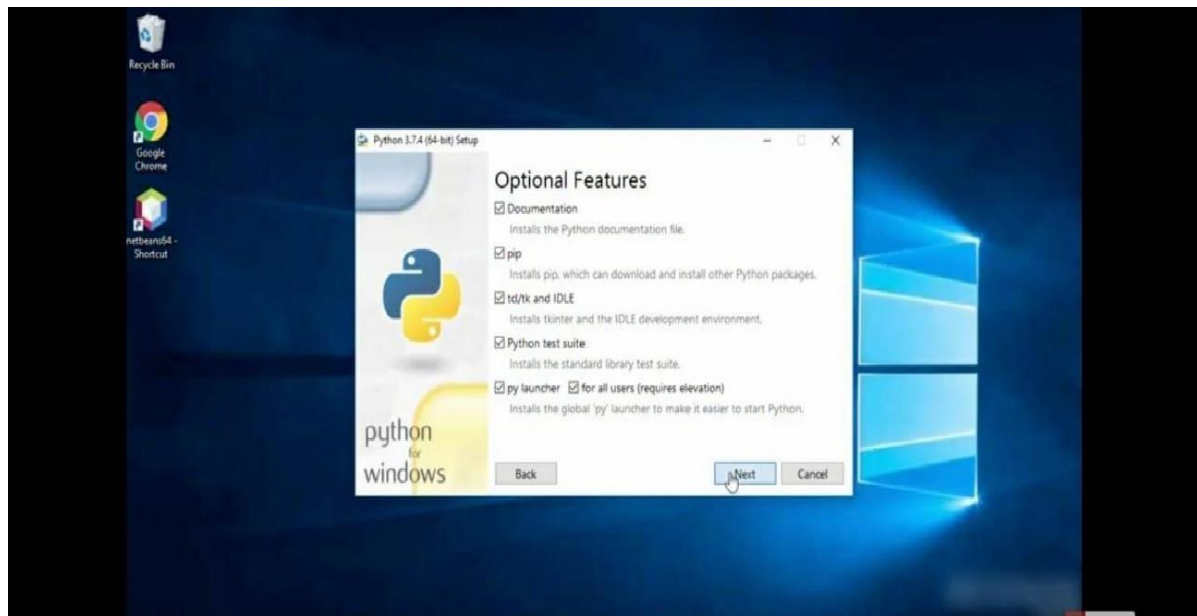 Recycle Bin
Google
Chrome
netbeans64 -
Shortcut
Python 3.7.4 (64-bit) Setup
Optional Features
Documentation
Installs the Python documentation file.
pip
Installs pip, which can download and install other Python packages.
td/tk and IDLE
Installs tkinter and the IDLE development environment.
Python test suite
Installs the standard library test suite.
py launcher for all users (requires elevation)
Installs the global 'py' launcher to make it easier to start Python.
python
for
windows
Back
Next
Cancel